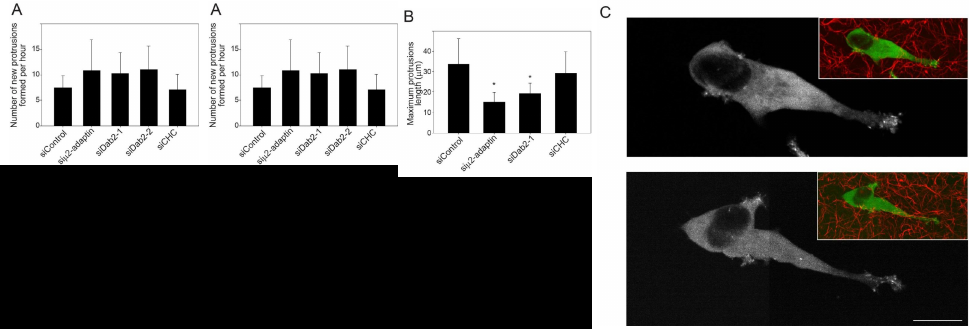 A
Number of new protrusions
formed per hour
15
10
5
0
siControl
siμ2-adaptin
siDab2-1
siDab2-2
siCHC
A
Number of new protrusions
formed per hour
15
10
5
0
siControl
siμ2-adaptin
siDab2-1
siDab2-2
siCHC
B
Maximum protrusions
length (μm)
40
30
20
10
0
*
*
siControl
siμ2-adaptin
siDab2-1
siCHC
C